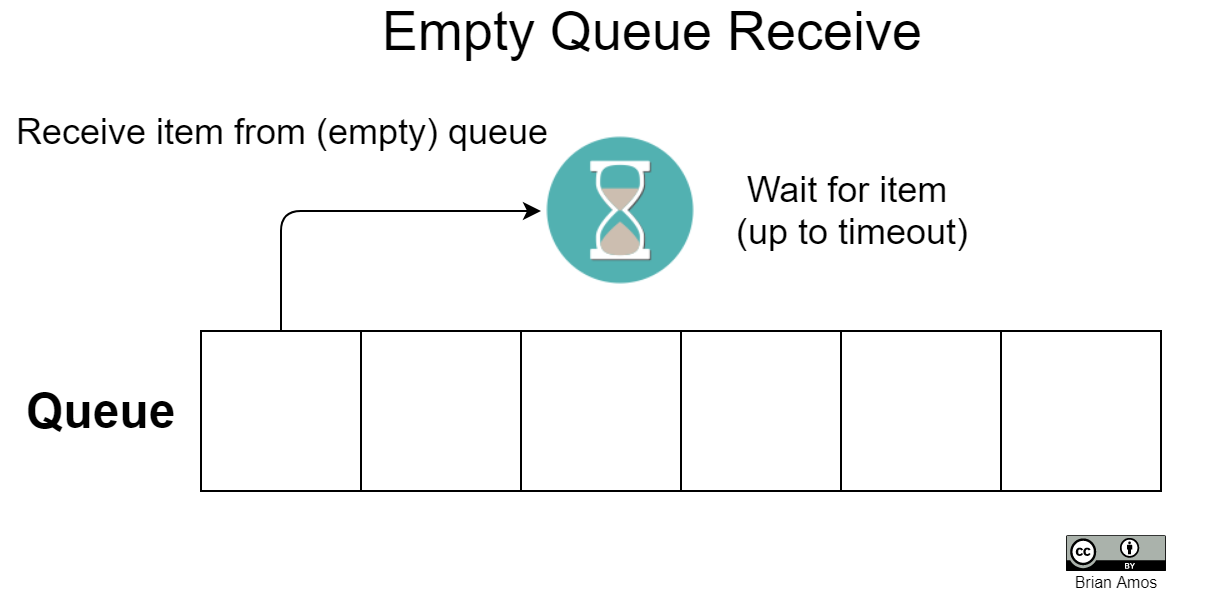 Empty Queue Receive
Receive item from (empty) queue
Wait for item
(up to timeout)
Queue
cc
BY
Brian Amos